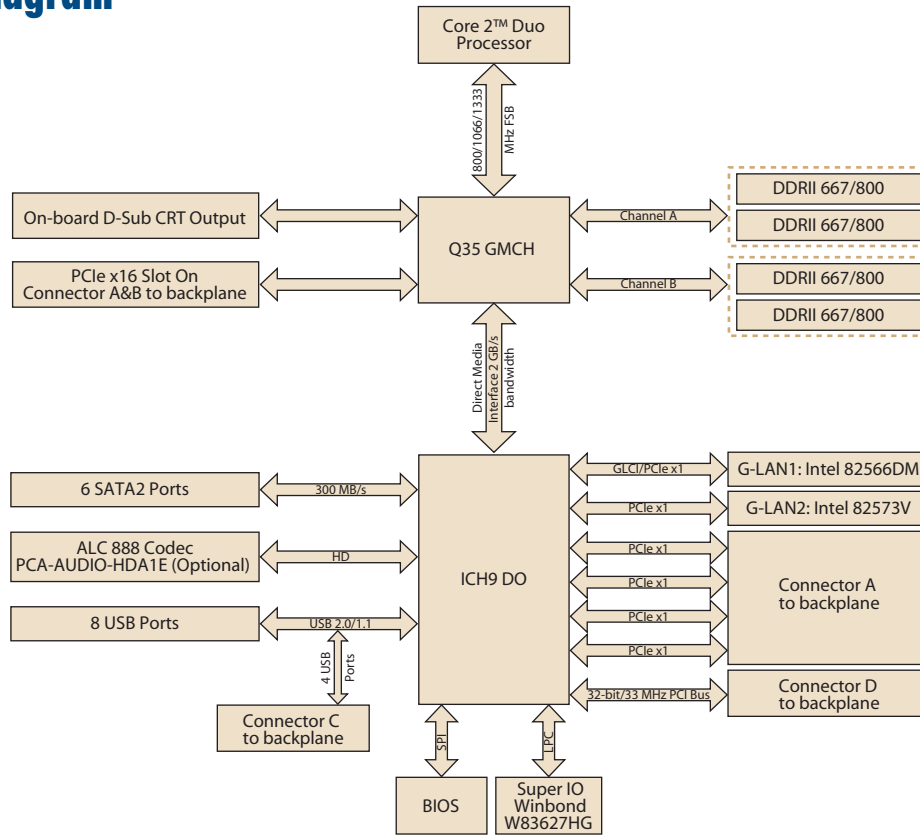 Core 2™ Duo
Processor
800/1066/1333
MHz FSB
On-board D-Sub CRT Output
PCIe x16 Slot On
Connector A&B to backplane
Q35 GMCH
Channel A
Channel B
DDRII 667/800
DDRII 667/800
DDRII 667/800
DDRII 667/800
Direct Media
Interface 2 GB/s
bandwidth
6 SATA2 Ports
300 MB/s
ALC 888 Codec
PCA-AUDIO-HDA1E (Optional)
HD
8 USB Ports
USB 2.0/1.1
4 USB
Ports
Connector C
to backplane
ICH9 DO
GLCI/PCIe x1
G-LAN1: Intel 82566DM
PCIe x1
G-LAN2: Intel 82573V
PCIe x1
PCIe x1
PCIe x1
PCIe x1
Connector A
to backplane
32-bit/33 MHz PCI Bus
Connector D
to backplane
SPI
LPC
BIOS
Super IO
Winbond
W83627HG